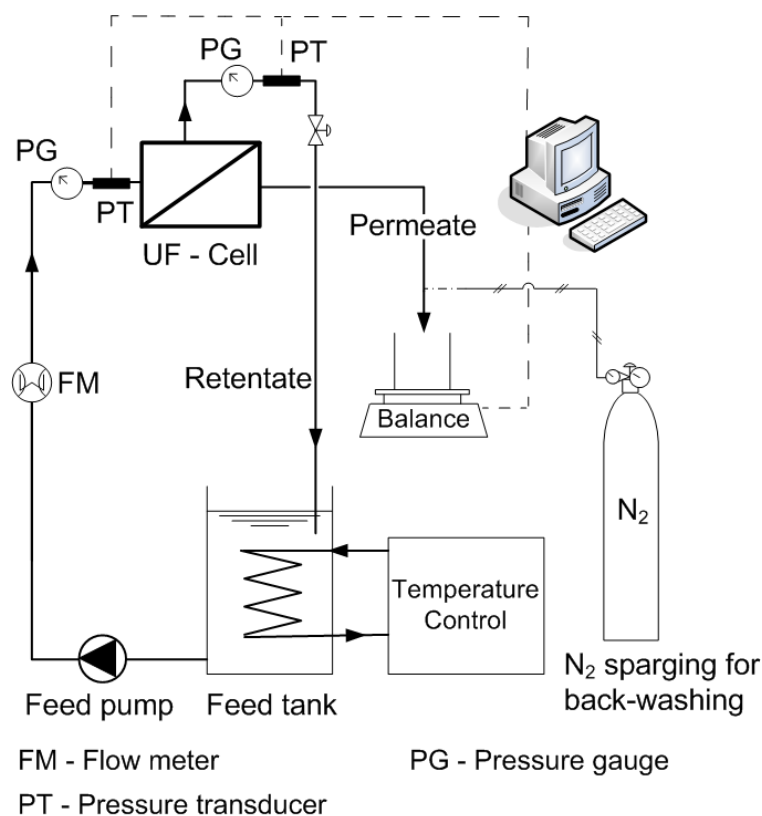 PG
PT
PG
PT
UF - Cell
Permeate
FM
Retentate
Balance
N₂
Temperature
Control
Feed pump
Feed tank
N₂ sparging for
back-washing
FM - Flow meter
PG - Pressure gauge
PT - Pressure transducer